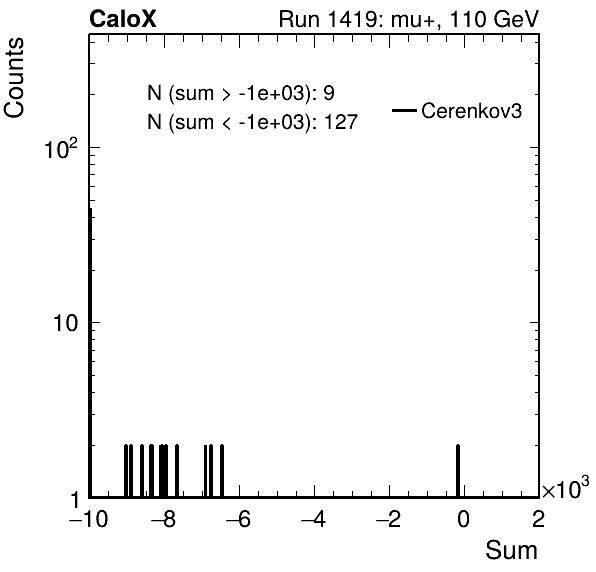 CaloX Run 1419: mu+, 110 GeV
Counts
N (sum > -1e+03): 9
N (sum < -1e+03): 127
Cerenkov3
10²
10
1
−10 −8 −6 −4 −2 0 2
×10³
Sum